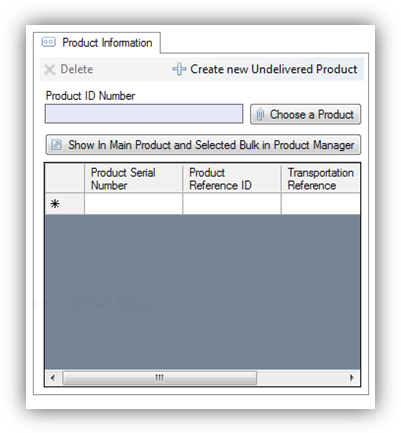 Product Information
Delete
Create new Undelivered Product
Product ID Number
Choose a Product
Show In Main Product and Selected Bulk in Product Manager
Product Serial Number
Product Reference ID
Transportation Reference